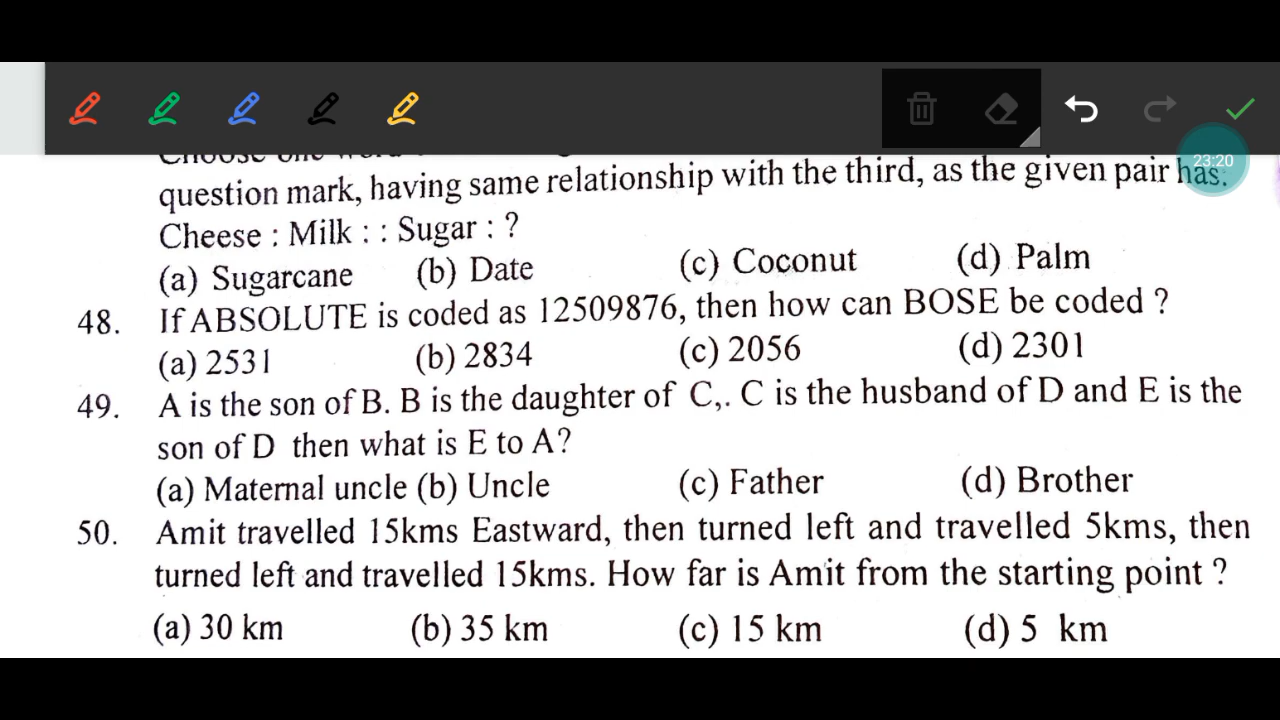 23:20
question mark, having same relationship with the third, as the given pair has.
Cheese : Milk : : Sugar : ?
(a) Sugarcane (b) Date (c) Coconut (d) Palm
48. If ABSOLUTE is coded as 12509876, then how can BOSE be coded ?
(a) 2531 (b) 2834 (c) 2056 (d) 2301
49. A is the son of B. B is the daughter of C,. C is the husband of D and E is the
son of D then what is E to A?
(a) Maternal uncle (b) Uncle (c) Father (d) Brother
50. Amit travelled 15kms Eastward, then turned left and travelled 5kms, then
turned left and travelled 15kms. How far is Amit from the starting point ?
(a) 30 km (b) 35 km (c) 15 km (d) 5 km